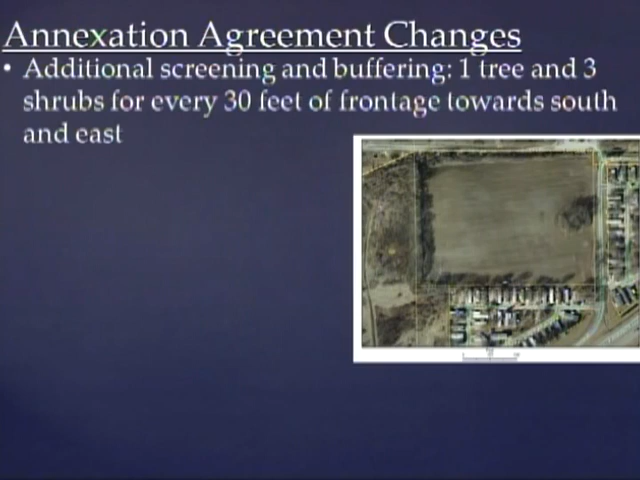 Annexation Agreement Changes
• Additional screening and buffering: 1 tree and 3
shrubs for every 30 feet of frontage towards south
and east